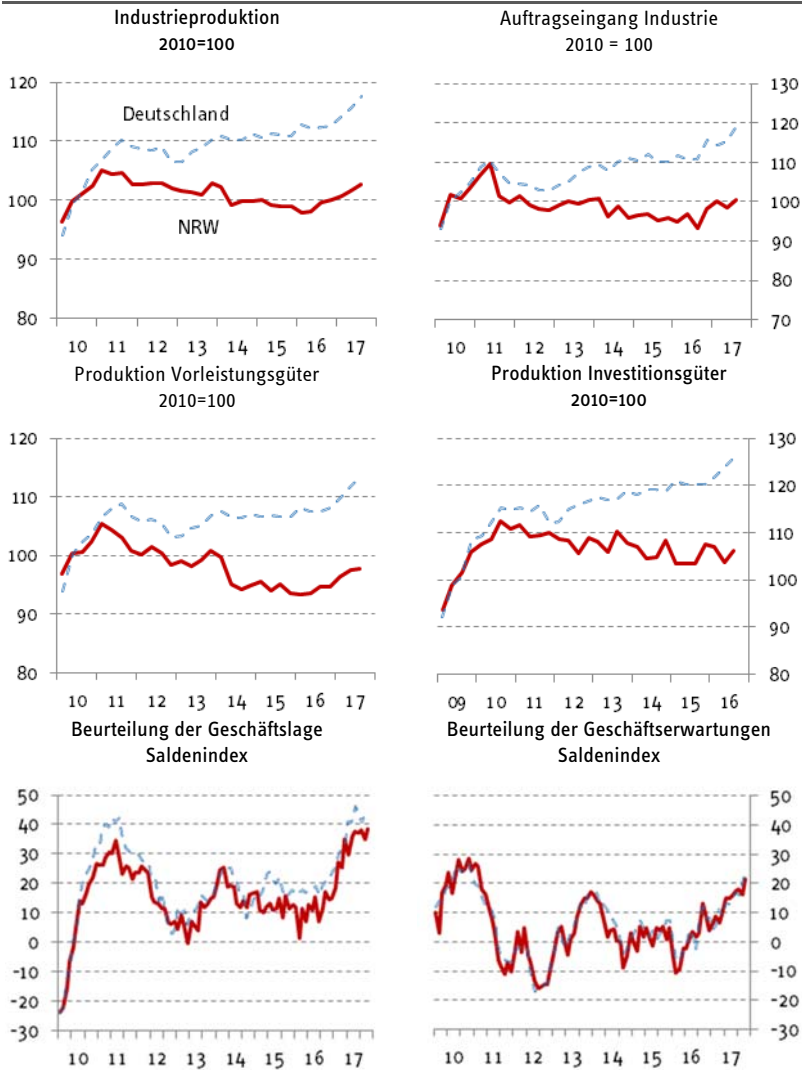 Industrieproduktion
2010=100
120
110
100
90
80
Deutschland
NRW
10 11 12 13 14 15 16 17
Auftragseingang Industrie
2010 = 100
130
120
110
100
90
80
70
10 11 12 13 14 15 16 17
Produktion Vorleistungsgüter
2010=100
120
110
100
90
80
10 11 12 13 14 15 16 17
Produktion Investitionsgüter
2010=100
130
120
110
100
90
80
09 10 11 12 13 14 15 16
Beurteilung der Geschäftslage
Saldenindex
50
40
30
20
10
0
-10
-20
-30
10 11 12 13 14 15 16 17
Beurteilung der Geschäftserwartungen
Saldenindex
50
40
30
20
10
0
-10
-20
-30
10 11 12 13 14 15 16 17